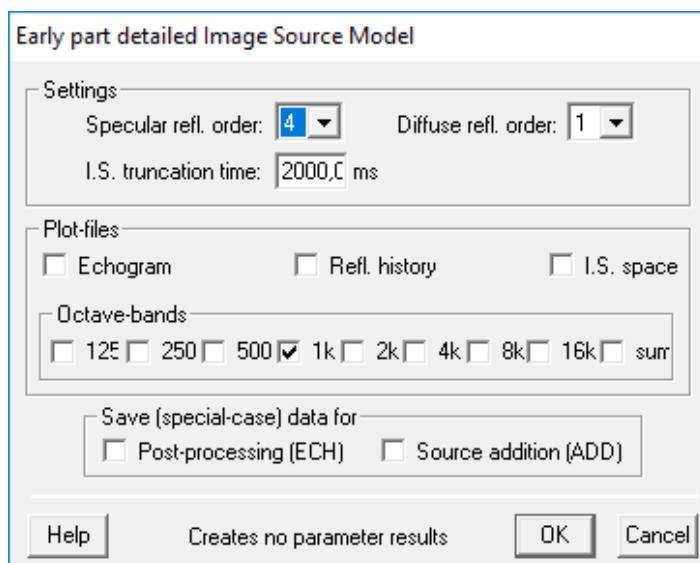 Early part detailed Image Source Model
Settings
Specular refl. order: 4 Diffuse refl. order: 1
I.S. truncation time: 2000,0 ms
Plot-files
Echogram Refl. history I.S. space
Octave-bands
125 250 500 1k 2k 4k 8k 16k sum
Save (special-case) data for
Post-processing (ECH) Source addition (ADD)
Help Creates no parameter results OK Cancel